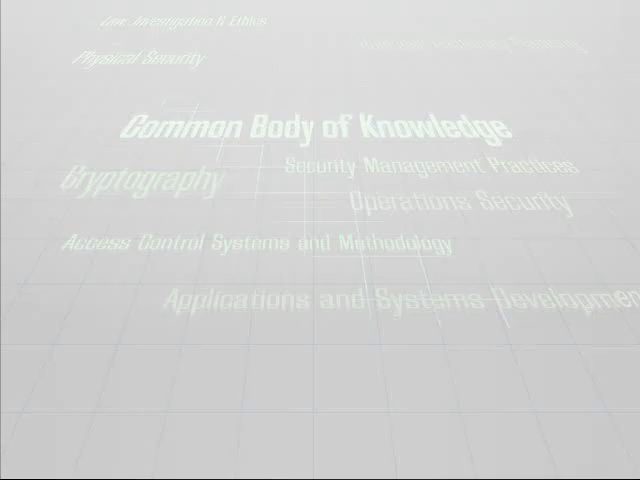 Law, Investigation & Ethics
Physical Security
Common Body of Knowledge
Security Management Practices
Cryptography
Operations Security
Access Control Systems and Methodology
Applications and Systems Developmen